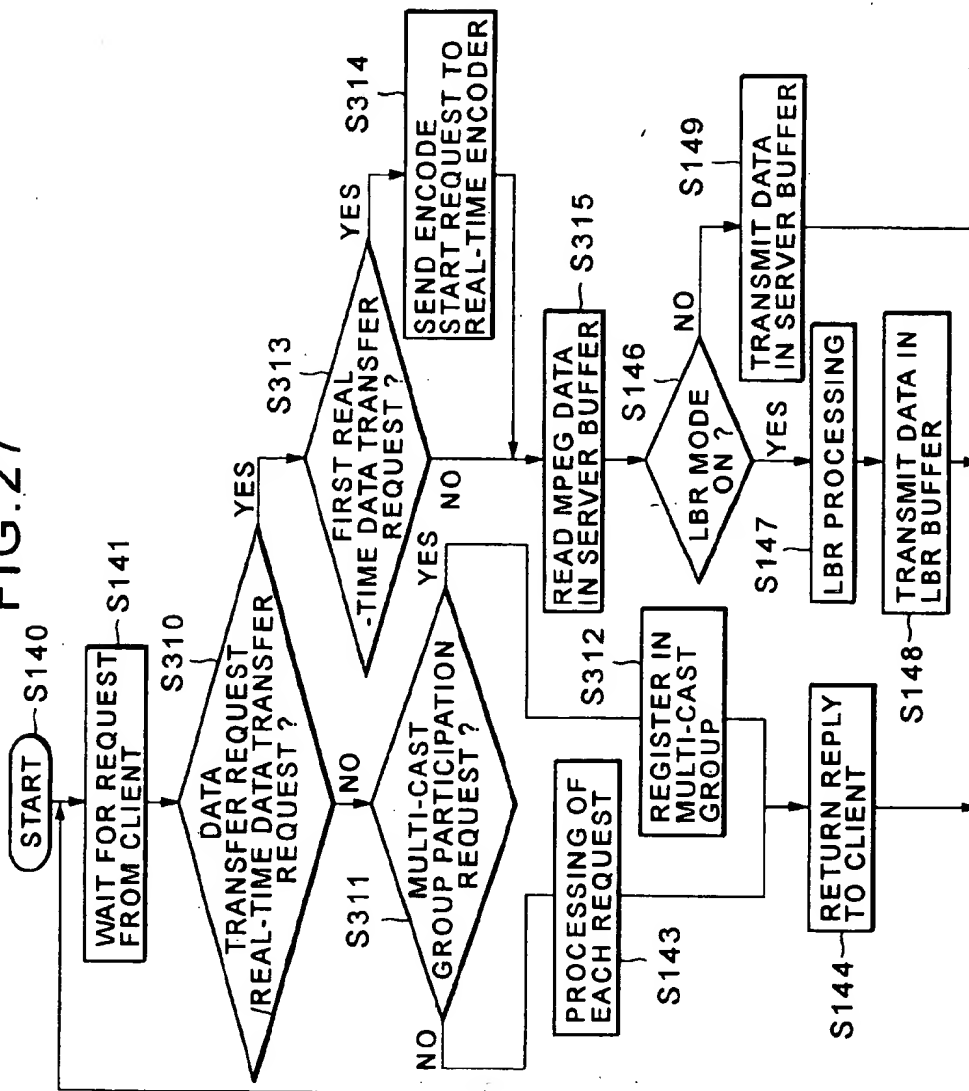 FIG.27
START
S140
WAIT FOR REQUEST
FROM CLIENT
S141
DATA
TRANSFER REQUEST
/REAL-TIME DATA TRANSFER
REQUEST ?
S310
YES
NO
FIRST REAL
-TIME DATA TRANSFER
REQUEST ?
S313
YES
NO
SEND ENCODE
START REQUEST TO
REAL-TIME ENCODER
S314
MULTI-CAST
GROUP PARTICIPATION
REQUEST ?
S311
YES
NO
READ MPEG DATA
IN SERVER BUFFER
S315
LBR MODE
ON ?
S146
NO
YES
TRANSMIT DATA
IN SERVER BUFFER
S149
PROCESSING OF
EACH REQUEST
S143
REGISTER IN
MULTI-CAST
GROUP
S312
LBR PROCESSING
S147
RETURN REPLY
TO CLIENT
S144
TRANSMIT DATA IN
LBR BUFFER
S148